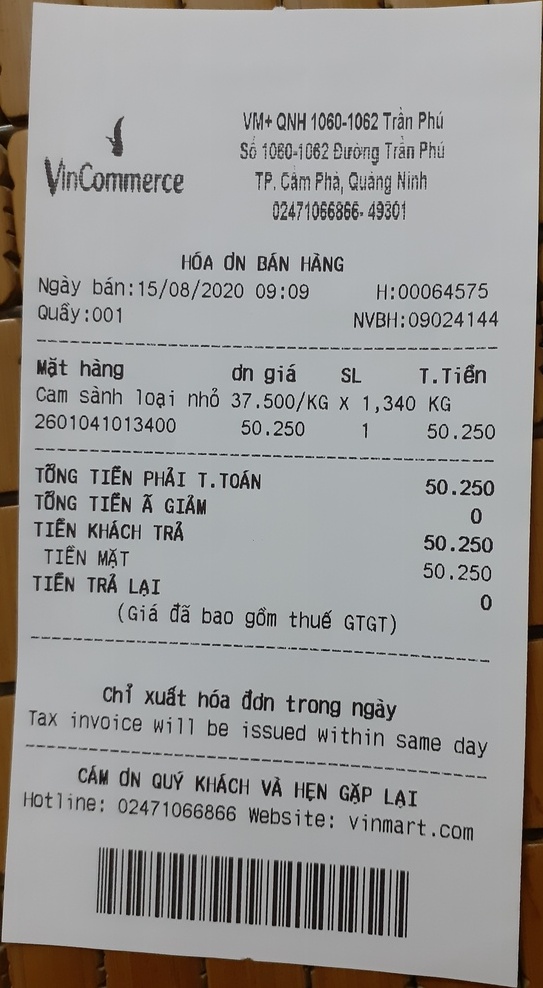 VinCommerce
VM+ QNH 1060-1062 Trần Phú
Số 1060-1062 Đường Trần Phú
TP. Cẩm Phả, Quảng Ninh
02471066866- 49301
HÓA ƠN BÁN HÀNG
Ngày bán:15/08/2020 09:09 H:00064575
Quầy:001 NVBH:09024144
Mặt hàng ơn giá SL T.Tiền
Cam sành loại nhỏ 37.500/KG X 1,340 KG
2601041013400 50.250 1 50.250
TỔNG TIỀN PHẢI T.TOÁN 50.250
TỔNG TIỀN Ã GIẢM 0
TIỀN KHÁCH TRẢ 50.250
TIỀN MẶT 50.250
TIỀN TRẢ LẠI 0
(Giá đã bao gồm thuế GTGT)
Chỉ xuất hóa đơn trong ngày
Tax invoice will be issued within same day
CẢM ƠN QUÝ KHÁCH VÀ HẸN GẶP LẠI
Hotline: 02471066866 Website: vinmart.com